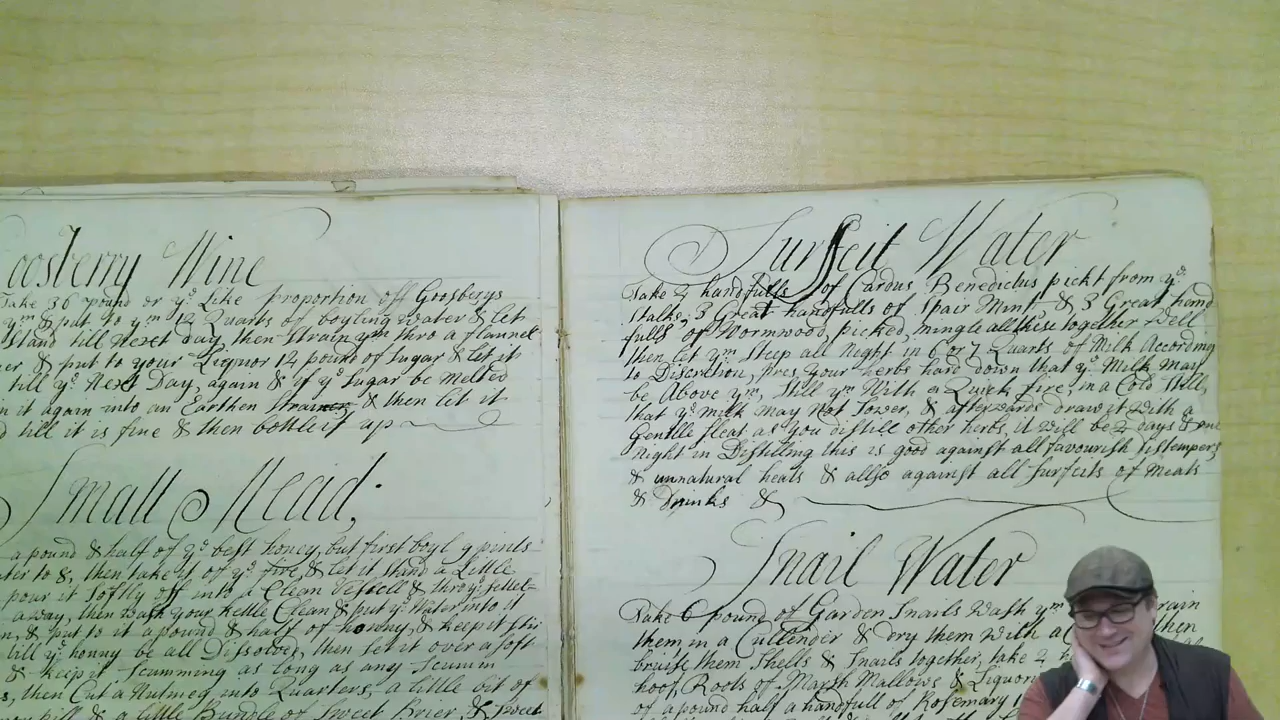 oosberry Wine
Take 36 pound or yᵉ Like proportion off Goosberys
yᵐ & put to yᵐ 12 Quarts of boyling Water & let
Stand till Next day, then Strain yᵐ thro a flannel
& put to your Liquor 14 pound of Sugar & let it
till yᵉ Next Day, again & if yᵉ Sugar be Melted
it again into an Earthen & then let it
till it is fine & then bottle it up
Small Mead;
a pound & half of yᵉ best honey, but first boyl 9 pints
to &, then take it of yᵉ fire, & let it Stand a Little
pour it Softly off into a Clean Vessell & throw yᵉ settel
away, then Wash your Kettle Clean & put yᵉ Water into it
& put to it a pound & half of honny, & keep it
till yᵉ honny be all Dissolved, then let it over a soft
& keep it Scumming as long as any Scumm
then Cut a Nutmeg into Quarters, a little bit of
& a little Bundle of Sweet Brier, & sweet
Surfeit Water
Take 4 handfulls of Cardus Benedictus pickt from yᵉ
Stalks, 3 Great handfulls of Spair Mint, & 3 Great hand
fulls of Wormwood, picked, mingle all these together Well
then let yᵐ Steep all Night in 6 or 7 Quarts of Milk According
to Discretion, pres your herbs hard down that yᵉ Milk May
be Above yᵐ, Still yᵐ With a Quick fire, in a Cold Still
that yᵉ milk may Not Sower, & afterwards draw it With a
Gentle Heat as you distill other herbs, it Will be 2 days & one
Night in Distilling this is good against all favourish distempers
& unnatural heats & allso against all Surfeits of Meats
& Drinks &
Snail Water
Take 6 pound of Garden Snails Wash yᵐ
them in a Cullender & dry them With a then
bruise them Shells & Snails together, take 2
hoof, Roots of Marsh Mallows & Liquor
of a pound half a handfull of Rosemary